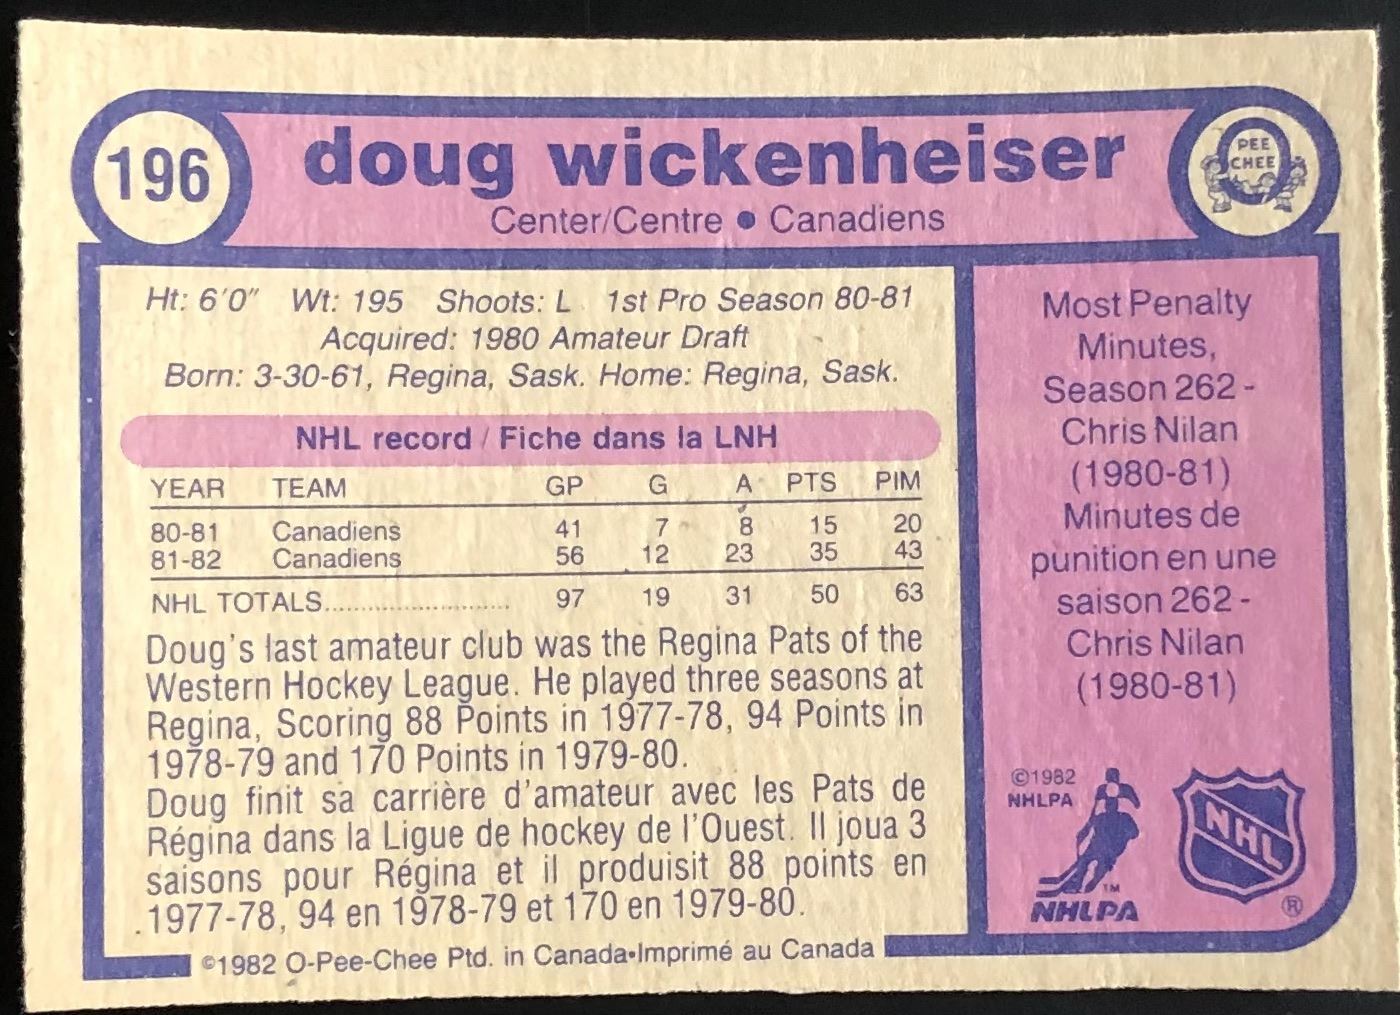 196
doug wickenheiser
PEE
CHEE
Center/Centre • Canadiens
Ht: 6'0" Wt: 195 Shoots: L 1st Pro Season 80-81
Acquired: 1980 Amateur Draft
Born: 3-30-61, Regina, Sask. Home: Regina, Sask.
NHL record / Fiche dans la LNH
YEAR TEAM GP G A PTS PIM
80-81 Canadiens 41 7 8 15 20
81-82 Canadiens 56 12 23 35 43
NHL TOTALS............................ 97 19 31 50 63
Doug's last amateur club was the Regina Pats of the
Western Hockey League. He played three seasons at
Regina, Scoring 88 Points in 1977-78, 94 Points in
1978-79 and 170 Points in 1979-80.
Doug finit sa carrière d'amateur avec les Pats de
Régina dans la Ligue de hockey de l'Ouest. Il joua 3
saisons pour Régina et il produisit 88 points en
1977-78, 94 en 1978-79 et 170 en 1979-80.
©1982 O-Pee-Chee Ptd. in Canada•Imprimé au Canada
Most Penalty
Minutes,
Season 262 -
Chris Nilan
(1980-81)
Minutes de
punition en une
saison 262 -
Chris Nilan
(1980-81)
©1982
NHLPA
TM
NHLPA
NHL
®